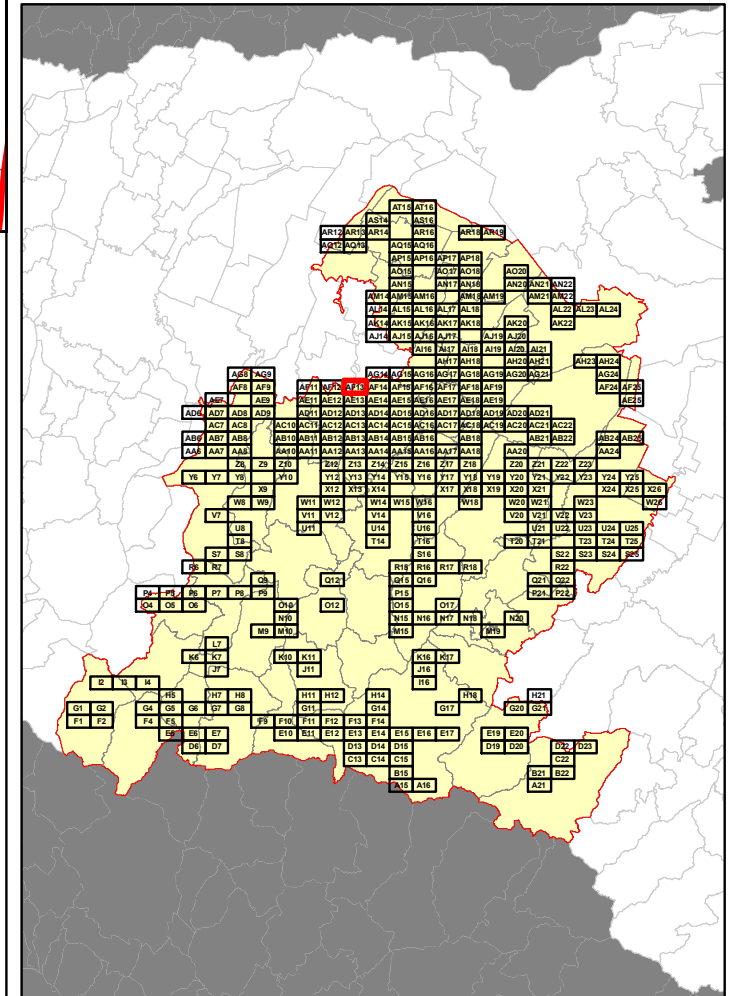 AT15 AT16
AS14 AS16
AR12 AR13 AR14 AR16 AR18 AR19
AQ12 AQ13 AQ15 AQ16
AP15 AP16 AP17 AP18
AO15 AO17 AO18 AO20
AN15 AN17 AN18 AN20 AN21 AN22
AM14 AM15 AM16 AM18 AM19 AM21 AM22
AL14 AL15 AL16 AL17 AL18 AL22 AL23 AL24
AK14 AK15 AK16 AK17 AK18 AK20 AK22
AJ14 AJ15 AJ16 AJ17 AJ19 AJ20
AI16 AI17 AI18 AI19 AI20 AI21
AH17 AH18 AH20 AH21 AH23 AH24
AG8 AG9 AG14 AG15 AG16 AG17 AG18 AG19 AG20 AG21 AG24
AF8 AF9 AF11 AF12 AF13 AF14 AF15 AF16 AF17 AF18 AF19 AF24 AF25
AE7 AE9 AE11 AE12 AE13 AE14 AE15 AE16 AE17 AE18 AE19 AE25
AD6 AD7 AD8 AD9 AD11 AD12 AD13 AD14 AD15 AD16 AD17 AD18 AD19 AD20 AD21
AC7 AC8 AC10 AC11 AC12 AC13 AC14 AC15 AC16 AC17 AC18 AC19 AC20 AC21 AC22
AB6 AB7 AB8 AB10 AB11 AB12 AB13 AB14 AB15 AB16 AB18 AB21 AB22 AB24 AB25
AA6 AA7 AA8 AA10 AA11 AA12 AA13 AA14 AA15 AA16 AA18 AA20 AA24
Z8 Z9 Z10 Z12 Z13 Z14 Z15 Z16 Z17 Z18 Z20 Z21 Z22 Z23
Y6 Y7 Y8 Y10 Y12 Y13 Y14 Y15 Y16 Y17 Y18 Y19 Y20 Y21 Y22 Y23 Y24 Y25
X9 X12 X13 X14 X17 X18 X19 X20 X21 X24 X25 X26
W8 W9 W11 W12 W14 W15 W16 W18 W20 W21 W23 W26
V7 V11 V12 V14 V16 V20 V21 V22 V23
U8 U11 U14 U16 U21 U22 U23 U24 U25
T8 T14 T16 T20 T21 T23 T24 T25
S7 S8 S16 S22 S23 S24 S25
R6 R7 R15 R16 R17 R18 R22
Q9 Q12 Q15 Q16 Q21 Q22
P4 P5 P6 P7 P8 P9 P15 P21 P22
O4 O5 O6 O10 O12 O15 O17
N10 N15 N16 N17 N18 N20
M9 M10 M15 M19
L7
K6 K7 K10 K11 K16 K17
J7 J11 J16
I2 I3 I4 I16
H5 H7 H8 H11 H12 H14 H18 H21
G1 G2 G4 G5 G6 G7 G8 G11 G14 G17 G20 G21
F1 F2 F4 F5 F9 F10 F11 F12 F13 F14
E5 E6 E7 E10 E11 E12 E13 E14 E15 E16 E17 E19 E20
D6 D7 D13 D14 D15 D19 D20 D22 D23
C13 C14 C15 C22
B15 B21 B22
A15 A16 A21